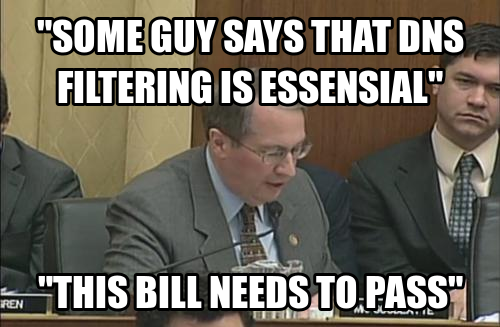 "SOME GUY SAYS THAT DNS
FILTERING IS ESSENSIAL"
"THIS BILL NEEDS TO PASS"